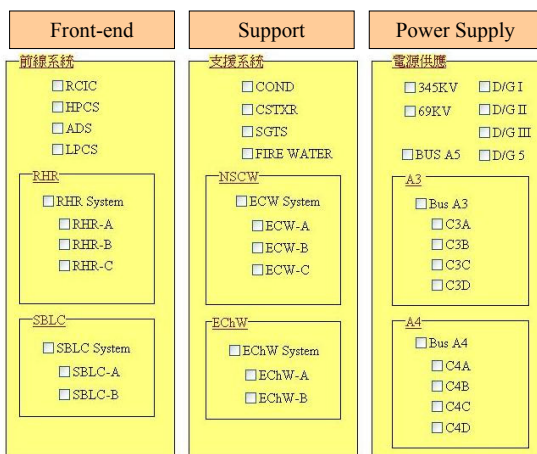 Front-end
前線系統
RCIC
HPCS
ADS
LPCS
RHR
RHR System
RHR-A
RHR-B
RHR-C
SBLC
SBLC System
SBLC-A
SBLC-B
Support
支援系統
COND
CSTXR
SGTS
FIRE WATER
NSCW
ECW System
ECW-A
ECW-B
ECW-C
EChW
EChW System
EChW-A
EChW-B
Power Supply
電源供應
345KV D/G I
69KV D/G II
D/G III
BUS A5 D/G 5
A3
Bus A3
C3A
C3B
C3C
C3D
A4
Bus A4
C4A
C4B
C4C
C4D